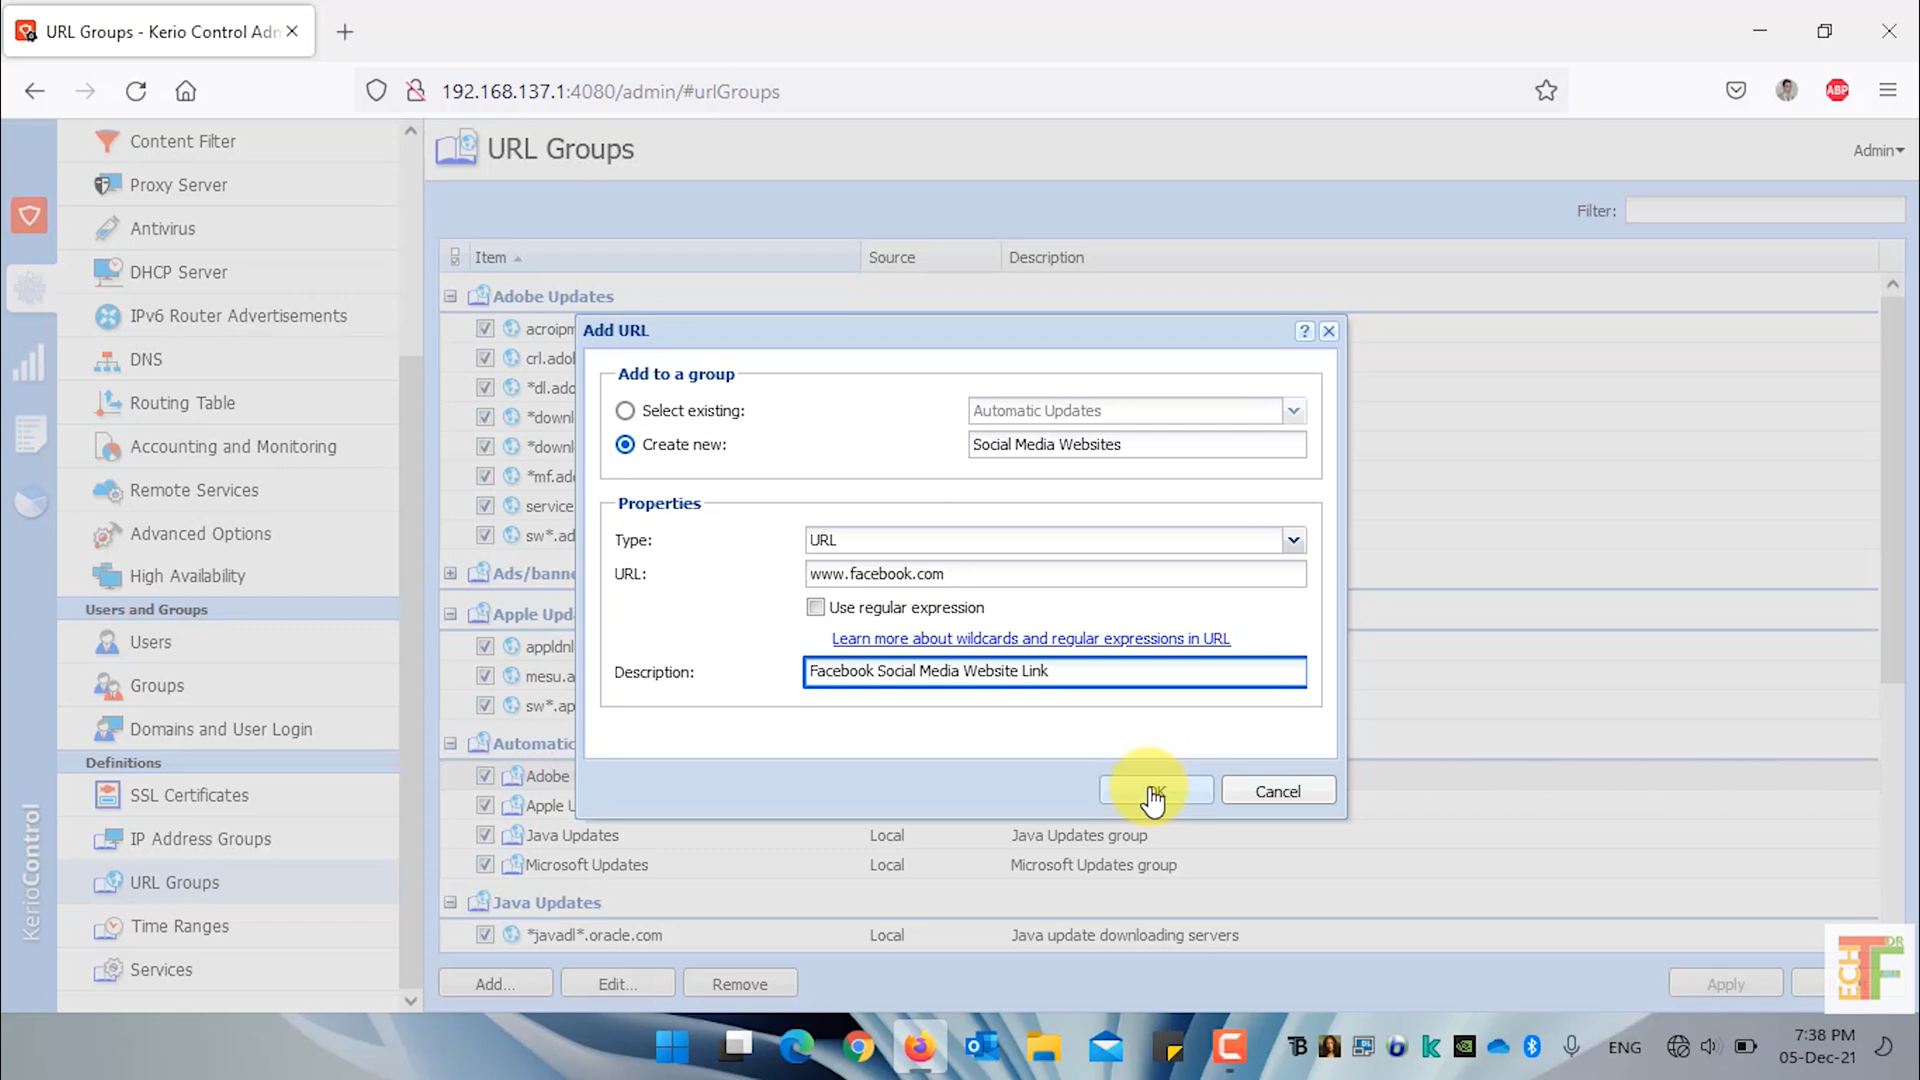 URL Groups - Kerio Control Adn
192.168.137.1:4080/admin/#urlGroups
ABP
Content Filter
Proxy Server
Antivirus
DHCP Server
IPv6 Router Advertisements
DNS
Routing Table
Accounting and Monitoring
Remote Services
Advanced Options
High Availability
Users and Groups
Users
Groups
Domains and User Login
Definitions
SSL Certificates
IP Address Groups
URL Groups
Time Ranges
Services
KerioControl
URL Groups
Admin
Filter:
Item Source Description
Adobe Updates
acroipm
crl.adol
*dl.adc
*downl
*downl
*mf.ad
service
sw*.ad
Ads/banne
Apple Upd
appldnl
mesu.a
sw*.ap
Automatic
Adobe
Apple U
Java Updates Local Java Updates group
Microsoft Updates Local Microsoft Updates group
Java Updates
*javadl*.oracle.com Local Java update downloading servers
Add... Edit... Remove
Apply
Add URL
Add to a group
Select existing: Automatic Updates
Create new: Social Media Websites
Properties
Type: URL
URL: www.facebook.com
Use regular expression
Learn more about wildcards and regular expressions in URL
Description: Facebook Social Media Website Link
OK Cancel
ECH T FOR F
ENG
7:38 PM
05-Dec-21